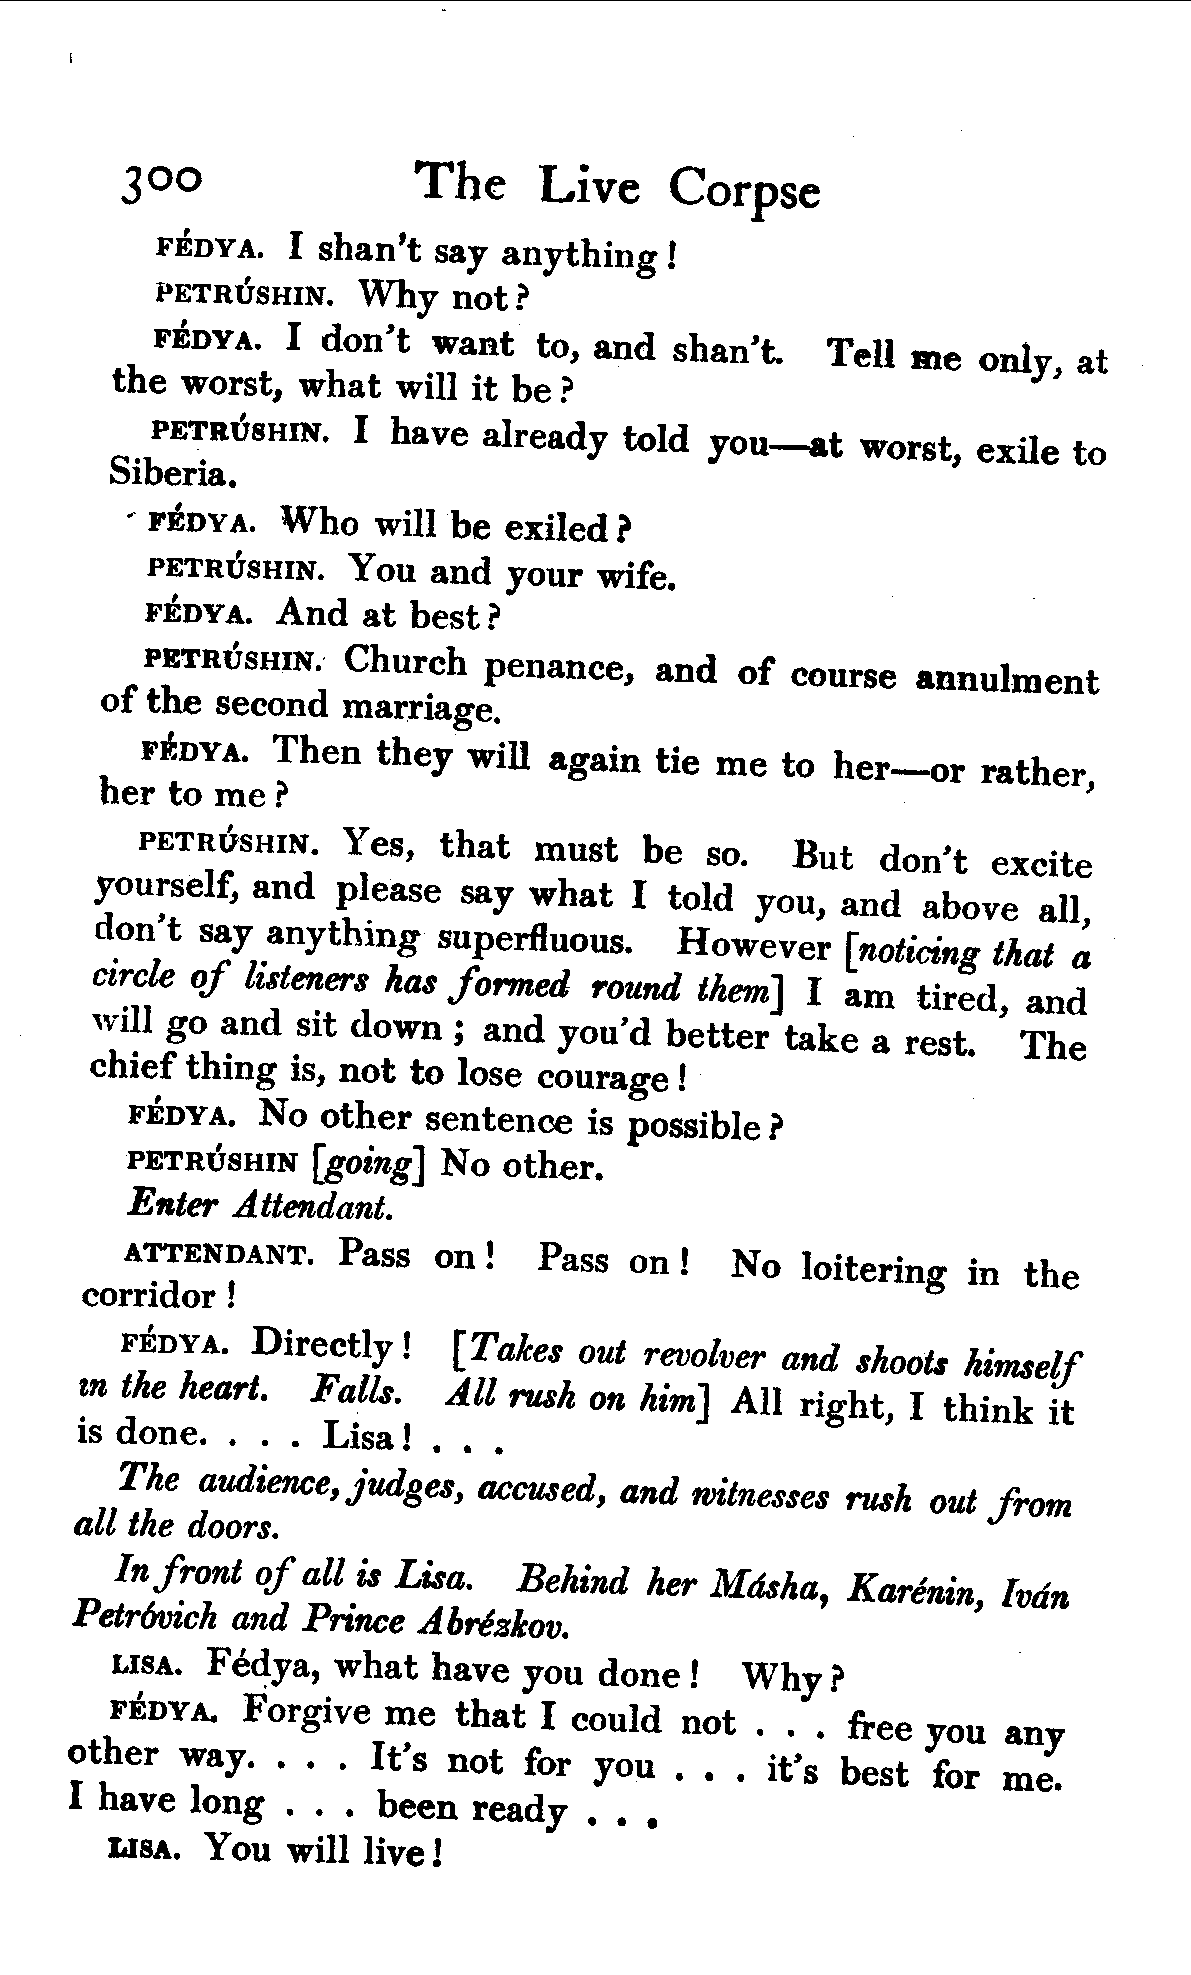 300 The Live Corpse
FÉDYA. I shan't say anything!
PETRÚSHIN. Why not?
FÉDYA. I don't want to, and shan't. Tell me only, at
the worst, what will it be?
PETRÚSHIN. I have already told you—at worst, exile to
Siberia.
FÉDYA. Who will be exiled?
PETRÚSHIN. You and your wife.
FÉDYA. And at best?
PETRÚSHIN. Church penance, and of course annulment
of the second marriage.
FÉDYA. Then they will again tie me to her—or rather,
her to me?
PETRÚSHIN. Yes, that must be so. But don't excite
yourself, and please say what I told you, and above all,
don't say anything superfluous. However [noticing that a
circle of listeners has formed round them] I am tired, and
will go and sit down; and you'd better take a rest. The
chief thing is, not to lose courage!
FÉDYA. No other sentence is possible?
PETRÚSHIN [going] No other.
Enter Attendant.
ATTENDANT. Pass on! Pass on! No loitering in the
corridor!
FÉDYA. Directly! [Takes out revolver and shoots himself
in the heart. Falls. All rush on him] All right, I think it
is done. . . . Lisa! . . .
The audience, judges, accused, and witnesses rush out from
all the doors.
In front of all is Lisa. Behind her Másha, Karénin, Iván
Petróvich and Prince Abrézkov.
LISA. Fédya, what have you done! Why?
FÉDYA. Forgive me that I could not . . . free you any
other way. . . . It's not for you . . . it's best for me.
I have long . . . been ready . . .
LISA. You will live!